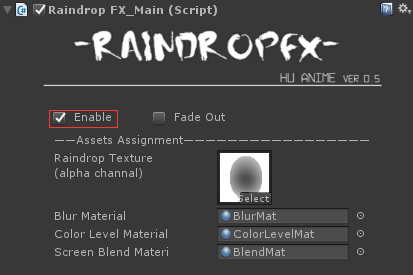 Raindrop FX_Main (Script)
-RAINDROPFX-
HU ANIME VER 0.5
Enable
Fade Out
Assets Assignment
Raindrop Texture
(alpha channal)
Select
Blur Material
BlurMat
Color Level Material
ColorLevelMat
Screen Blend Materi
BlendMat